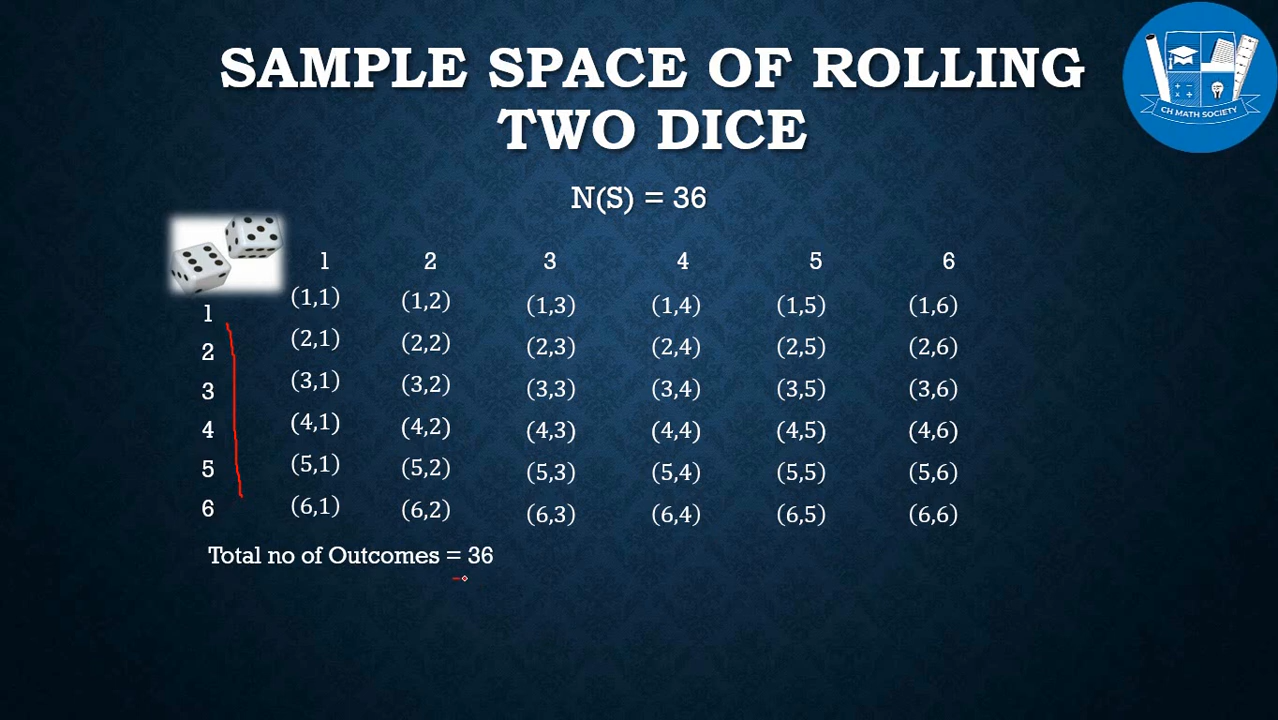 SAMPLE SPACE OF ROLLING
TWO DICE
CH MATH SOCIETY
N(S) = 36
1 2 3 4 5 6
1 (1,1) (1,2) (1,3) (1,4) (1,5) (1,6)
2 (2,1) (2,2) (2,3) (2,4) (2,5) (2,6)
3 (3,1) (3,2) (3,3) (3,4) (3,5) (3,6)
4 (4,1) (4,2) (4,3) (4,4) (4,5) (4,6)
5 (5,1) (5,2) (5,3) (5,4) (5,5) (5,6)
6 (6,1) (6,2) (6,3) (6,4) (6,5) (6,6)
Total no of Outcomes = 36